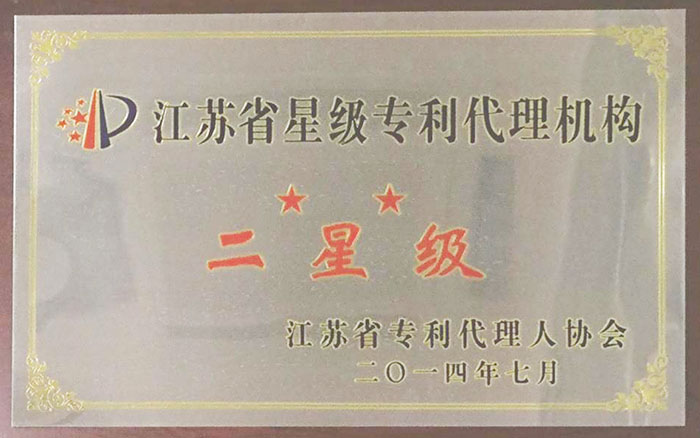 江苏省星级专利代理机构
二星级
江苏省专利代理人协会
二〇一四年七月